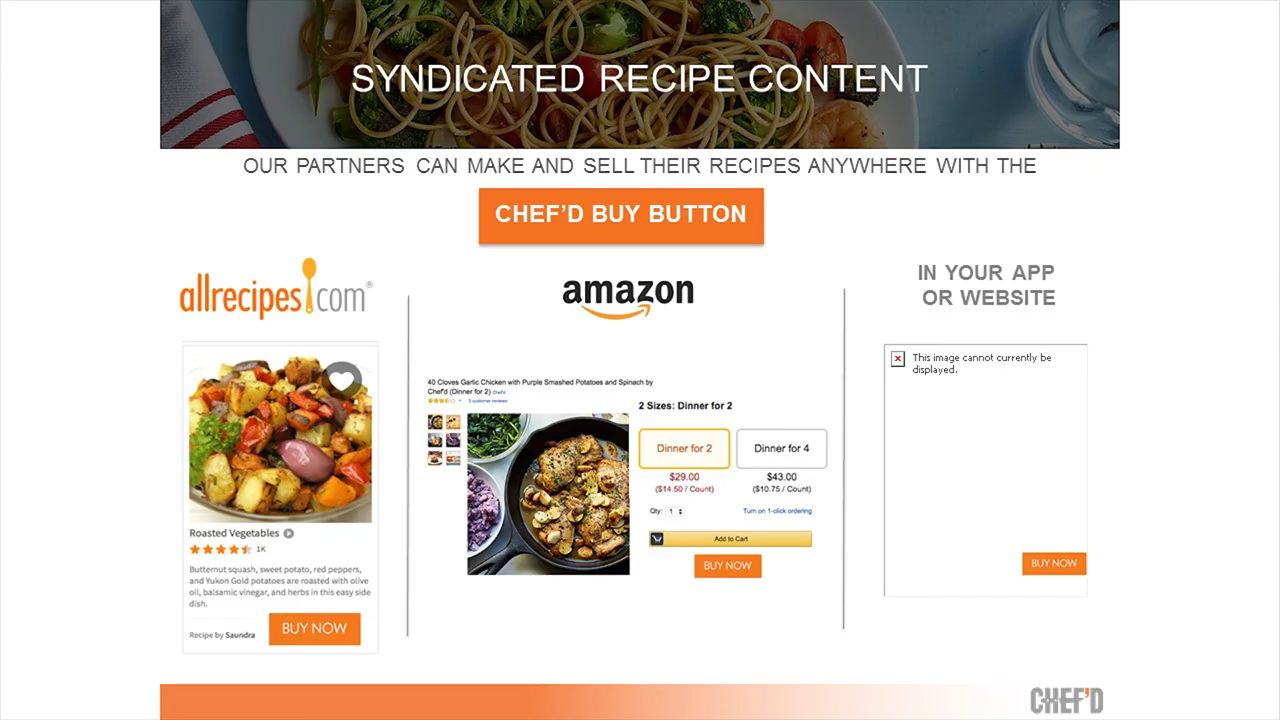 SYNDICATED RECIPE CONTENT
OUR PARTNERS CAN MAKE AND SELL THEIR RECIPES ANYWHERE WITH THE
CHEF’D BUY BUTTON
allrecipes.com®
Roasted Vegetables
1K
Butternut squash, sweet potato, red peppers,
and Yukon Gold potatoes are roasted with olive
oil, balsamic vinegar, and herbs in this easy side
dish.
Recipe by Saundra
BUY NOW
amazon
40 Cloves Garlic Chicken with Purple Smashed Potatoes and Spinach by
Chef'd (Dinner for 2) Chef'd
3 customer reviews
2 Sizes: Dinner for 2
Dinner for 2
Dinner for 4
$29.00
$43.00
($14.50 / Count)
($10.75 / Count)
Qty: 1
Turn on 1-click ordering
Add to Cart
BUY NOW
IN YOUR APP
OR WEBSITE
This image cannot currently be
displayed.
BUY NOW
CHEF'D